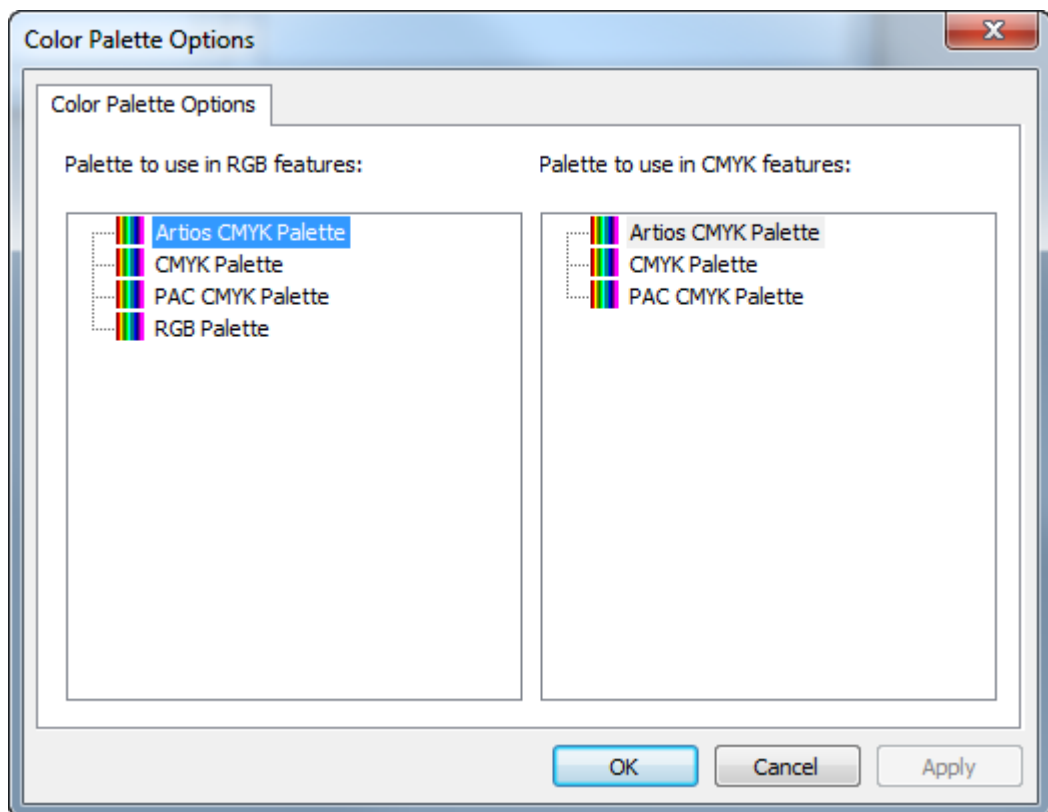 Color Palette Options
Color Palette Options
Palette to use in RGB features:
Artios CMYK Palette
CMYK Palette
PAC CMYK Palette
RGB Palette
Palette to use in CMYK features:
Artios CMYK Palette
CMYK Palette
PAC CMYK Palette
OK
Cancel
Apply